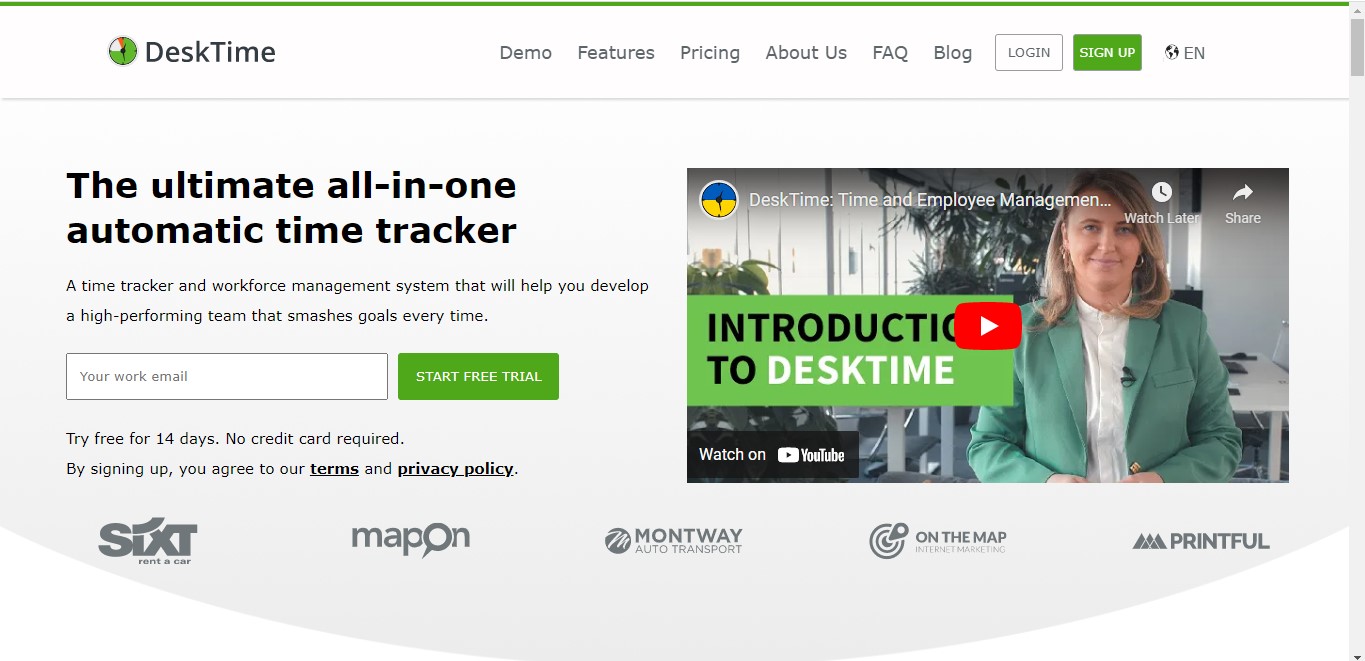 DeskTime
Demo Features Pricing About Us FAQ Blog LOGIN SIGN UP EN
The ultimate all-in-one
automatic time tracker
A time tracker and workforce management system that will help you develop
a high-performing team that smashes goals every time.
Your work email START FREE TRIAL
Try free for 14 days. No credit card required.
By signing up, you agree to our terms and privacy policy.
DeskTime: Time and Employee Managemen...
Watch Later Share
INTRODUCTIO
TO DESKTIME
Watch on YouTube
SiXT
rent a car
mapOn
MONTWAY
AUTO TRANSPORT
ON THE MAP
INTERNET MARKETING
PRINTFUL